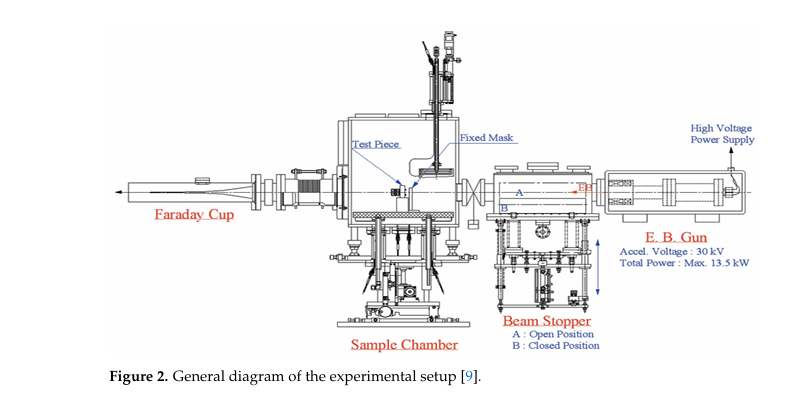 High Voltage
Power Supply
Test Piece
Fixed Mask
A
EB
B
Faraday Cup
E. B. Gun
Accel. Voltage : 30 kV
Total Power : Max. 13.5 kW
Beam Stopper
A : Open Position
B : Closed Position
Sample Chamber
Figure 2. General diagram of the experimental setup [9].